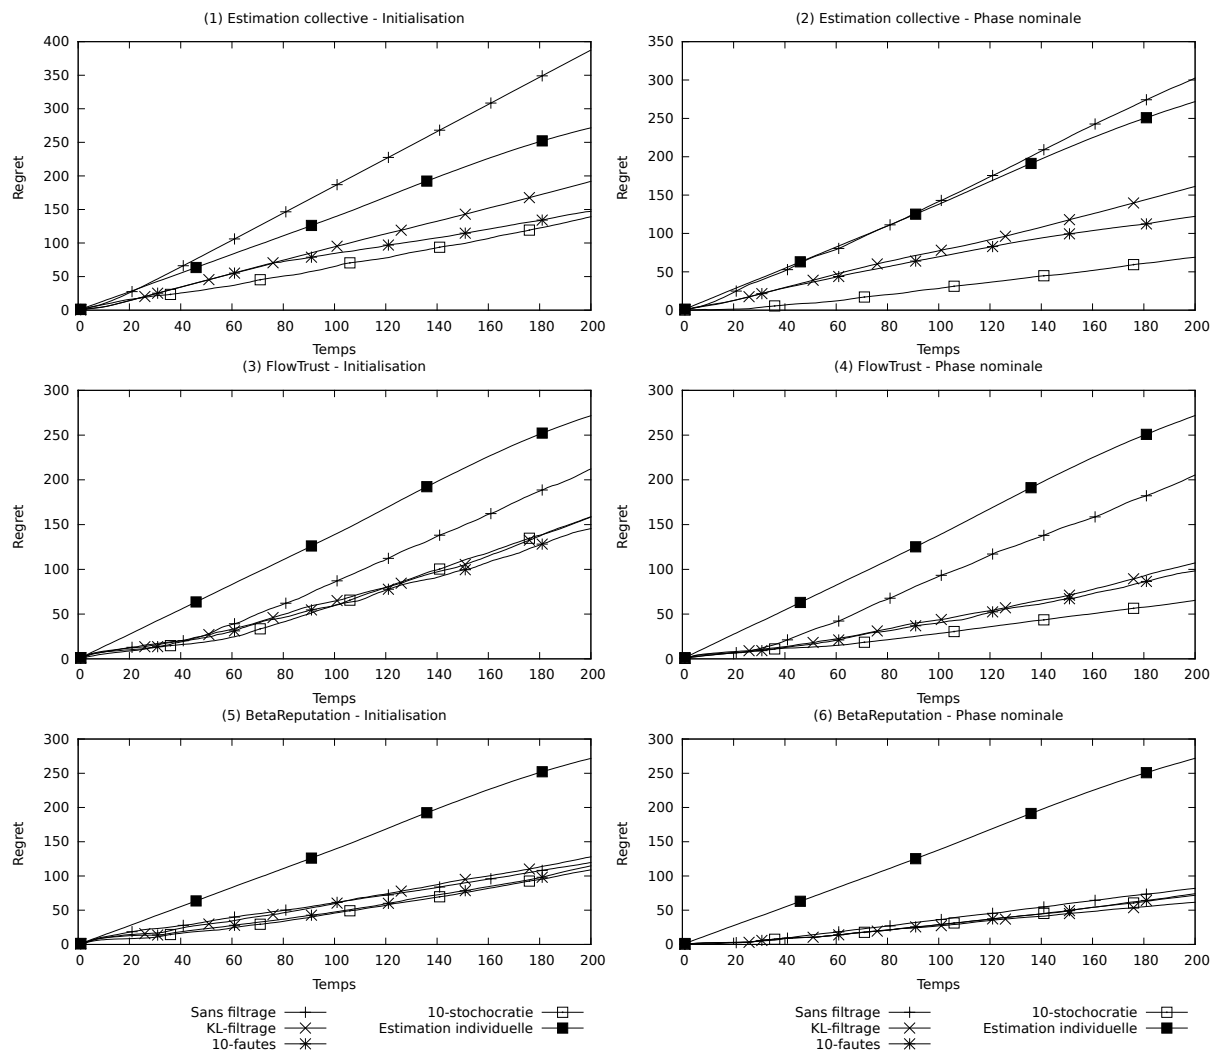 (1) Estimation collective - Initialisation
400
350
300
250
200
150
100
50
0
Regret
0 20 40 60 80 100 120 140 160 180 200
Temps
(2) Estimation collective - Phase nominale
350
300
250
200
150
100
50
0
Regret
0 20 40 60 80 100 120 140 160 180 200
Temps
(3) FlowTrust - Initialisation
300
250
200
150
100
50
0
Regret
0 20 40 60 80 100 120 140 160 180 200
Temps
(4) FlowTrust - Phase nominale
300
250
200
150
100
50
0
Regret
0 20 40 60 80 100 120 140 160 180 200
Temps
(5) BetaReputation - Initialisation
300
250
200
150
100
50
0
Regret
0 20 40 60 80 100 120 140 160 180 200
Temps
(6) BetaReputation - Phase nominale
300
250
200
150
100
50
0
Regret
0 20 40 60 80 100 120 140 160 180 200
Temps
Sans filtrage
KL-filtrage
10-fautes
10-stochocratie
Estimation individuelle
Sans filtrage
KL-filtrage
10-fautes
10-stochocratie
Estimation individuelle